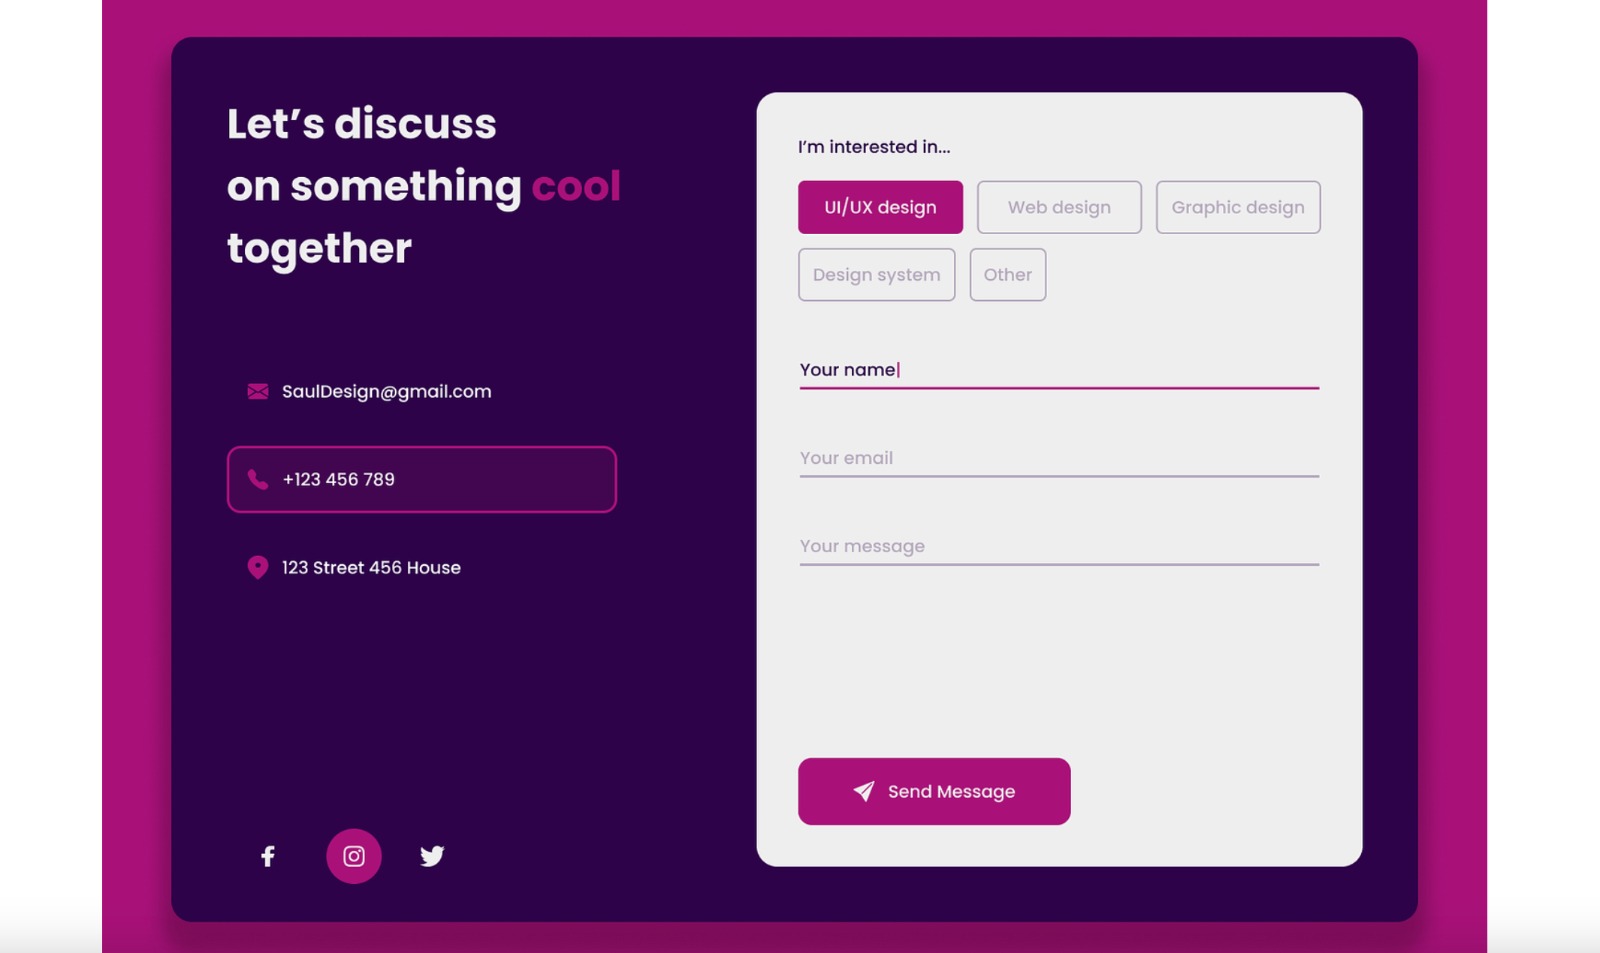 Let’s discuss
on something cool
together
SaulDesign@gmail.com
+123 456 789
123 Street 456 House
I’m interested in...
UI/UX design
Web design
Graphic design
Design system
Other
Your name
Your email
Your message
Send Message